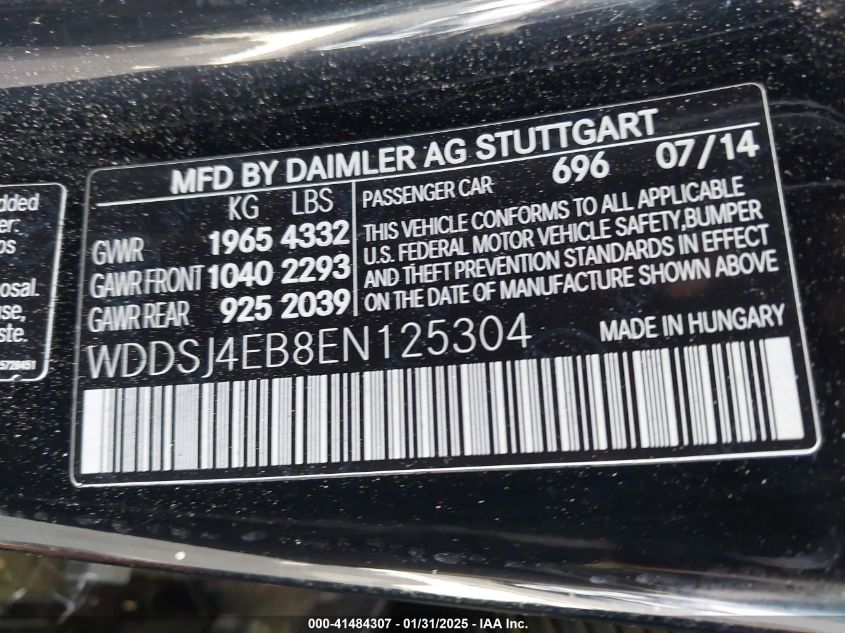 MFD BY DAIMLER AG STUTTGART
KG LBS
GVWR 1965 4332
GAWR FRONT 1040 2293
GAWR REAR 925 2039
PASSENGER CAR 696 07/14
THIS VEHICLE CONFORMS TO ALL APPLICABLE
U.S. FEDERAL MOTOR VEHICLE SAFETY, BUMPER
AND THEFT PREVENTION STANDARDS IN EFFECT
ON THE DATE OF MANUFACTURE SHOWN ABOVE
WDDSJ4EB8EN125304 MADE IN HUNGARY
000-41484307 - 01/31/2025 - IAA Inc.